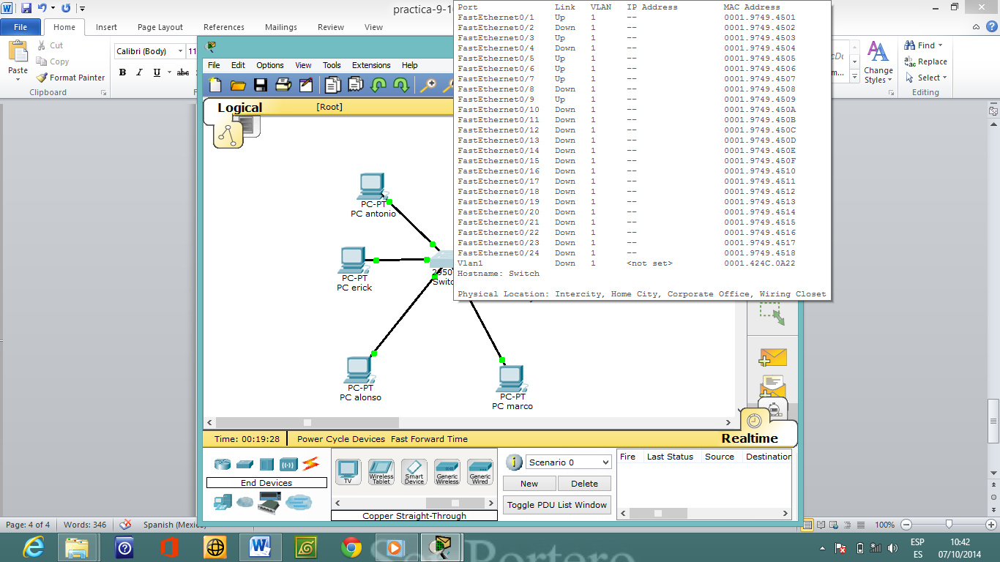 practica-9-1
File Home Insert Page Layout References Mailings Review View
Cut
Copy
Format Painter
Paste
Clipboard
Calibri (Body) 11
B I U abc
Change
Styles
Find
Replace
Select
Editing
File Edit Options View Tools Extensions Help
Logical [Root]
Port Link VLAN IP Address MAC Address
FastEthernet0/1 Up 1 -- 0001.9749.4501
FastEthernet0/2 Down 1 -- 0001.9749.4502
FastEthernet0/3 Up 1 -- 0001.9749.4503
FastEthernet0/4 Down 1 -- 0001.9749.4504
FastEthernet0/5 Up 1 -- 0001.9749.4505
FastEthernet0/6 Up 1 -- 0001.9749.4506
FastEthernet0/7 Up 1 -- 0001.9749.4507
FastEthernet0/8 Down 1 -- 0001.9749.4508
FastEthernet0/9 Up 1 -- 0001.9749.4509
FastEthernet0/10 Down 1 -- 0001.9749.450A
FastEthernet0/11 Down 1 -- 0001.9749.450B
FastEthernet0/12 Down 1 -- 0001.9749.450C
FastEthernet0/13 Down 1 -- 0001.9749.450D
FastEthernet0/14 Down 1 -- 0001.9749.450E
FastEthernet0/15 Down 1 -- 0001.9749.450F
FastEthernet0/16 Down 1 -- 0001.9749.4510
FastEthernet0/17 Down 1 -- 0001.9749.4511
FastEthernet0/18 Down 1 -- 0001.9749.4512
FastEthernet0/19 Down 1 -- 0001.9749.4513
FastEthernet0/20 Down 1 -- 0001.9749.4514
FastEthernet0/21 Down 1 -- 0001.9749.4515
FastEthernet0/22 Down 1 -- 0001.9749.4516
FastEthernet0/23 Down 1 -- 0001.9749.4517
FastEthernet0/24 Down 1 -- 0001.9749.4518
Vlan1 Down 1 <not set> 0001.424C.0A22
Hostname: Switch
Physical Location: Intercity, Home City, Corporate Office, Wiring Closet
PC-PT
PC antonio
PC-PT
PC erick
2950
Switc
PC-PT
PC alonso
PC-PT
PC marco
Time: 00:19:28 Power Cycle Devices Fast Forward Time Realtime
End Devices
TV
Wireless
Tablet
Smart
Device
Generic
Wireless
Generic
Wired
Copper Straight-Through
Scenario 0
New Delete
Toggle PDU List Window
Fire Last Status Source Destination
Page: 4 of 4 Words: 346 Spanish (Mexico)
100%
ESP
ES
10:42
07/10/2014
Portero